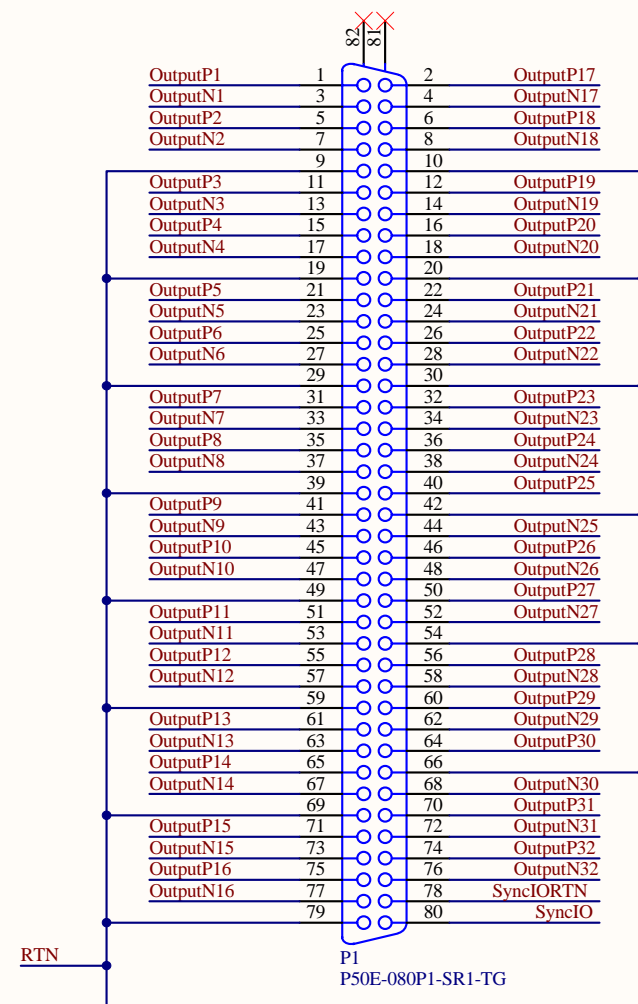 82 81
OutputP1 1 2 OutputP17
OutputN1 3 4 OutputN17
OutputP2 5 6 OutputP18
OutputN2 7 8 OutputN18
9 10
OutputP3 11 12 OutputP19
OutputN3 13 14 OutputN19
OutputP4 15 16 OutputP20
OutputN4 17 18 OutputN20
19 20
OutputP5 21 22 OutputP21
OutputN5 23 24 OutputN21
OutputP6 25 26 OutputP22
OutputN6 27 28 OutputN22
29 30
OutputP7 31 32 OutputP23
OutputN7 33 34 OutputN23
OutputP8 35 36 OutputP24
OutputN8 37 38 OutputN24
39 40 OutputP25
OutputP9 41 42
OutputN9 43 44 OutputN25
OutputP10 45 46 OutputP26
OutputN10 47 48 OutputN26
49 50 OutputP27
OutputP11 51 52 OutputN27
OutputN11 53 54
OutputP12 55 56 OutputP28
OutputN12 57 58 OutputN28
59 60 OutputP29
OutputP13 61 62 OutputN29
OutputN13 63 64 OutputP30
OutputP14 65 66
OutputN14 67 68 OutputN30
69 70 OutputP31
OutputP15 71 72 OutputN31
OutputN15 73 74 OutputP32
OutputP16 75 76 OutputN32
OutputN16 77 78 SyncIORTN
79 80 SyncIO
RTN
P1
P50E-080P1-SR1-TG